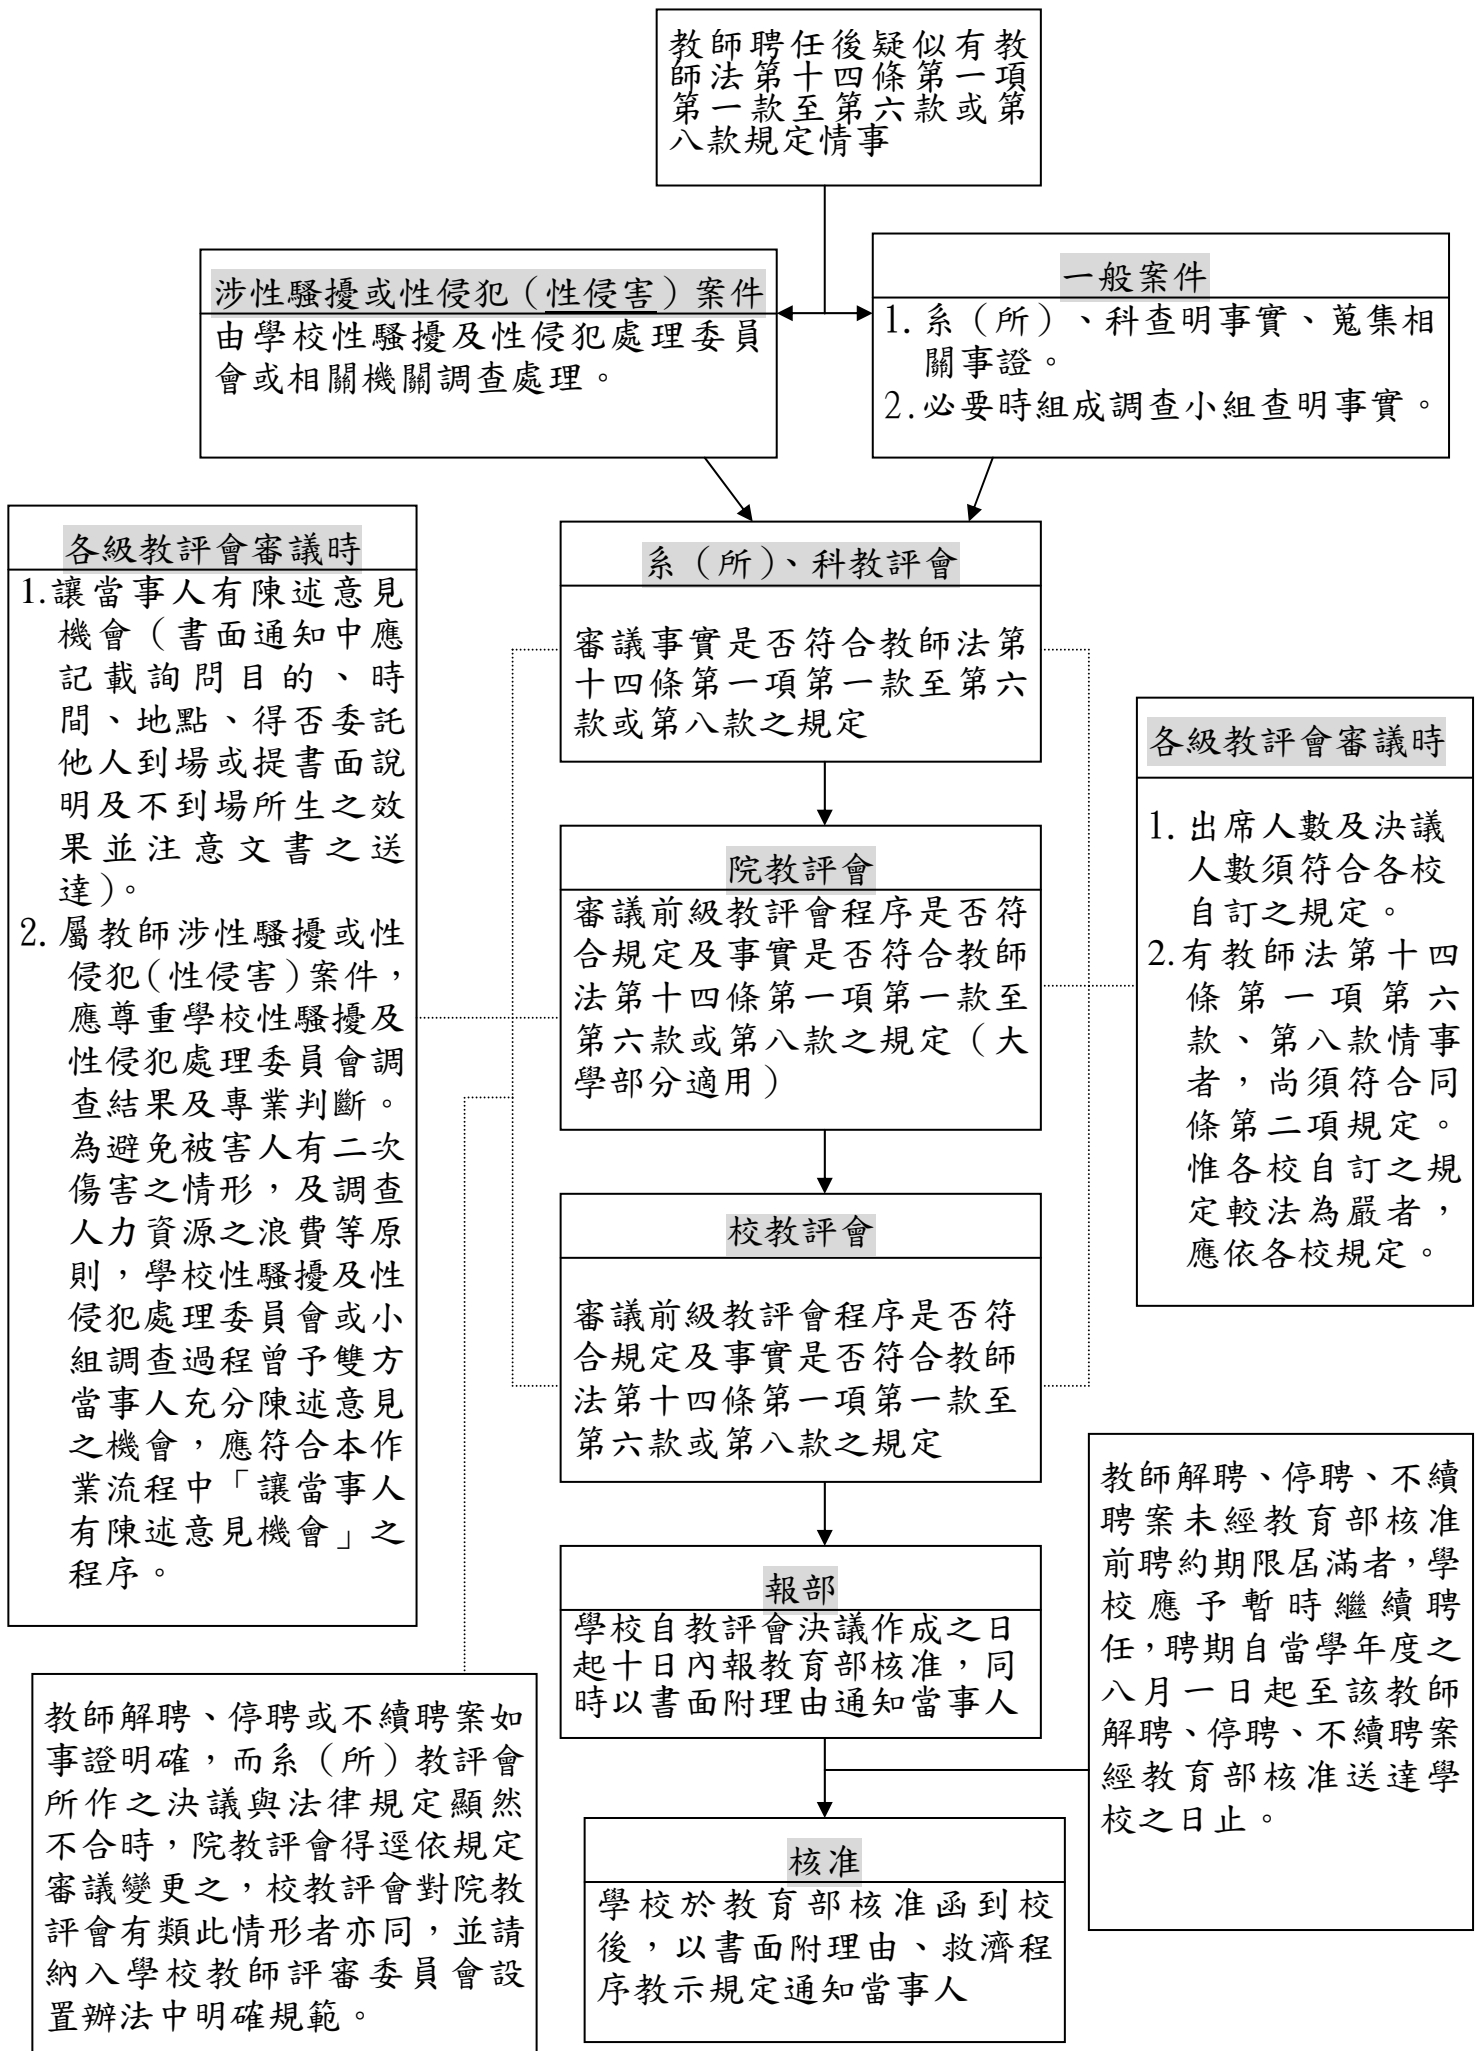 教師聘任後疑似有教
師法第十四條第一項
第一款至第六款或第
八款規定情事
涉性騷擾或性侵犯（性侵害）案件
由學校性騷擾及性侵犯處理委員
會或相關機關調查處理。
一般案件
1. 系（所）、科查明事實、蒐集相
關事證。
2.必要時組成調查小組查明事實。
各級教評會審議時
1.讓當事人有陳述意見
機會（書面通知中應
記載詢問目的、時
間、地點、得否委託
他人到場或提書面說
明及不到場所生之效
果並注意文書之送
達）。
2. 屬教師涉性騷擾或性
侵犯（性侵害）案件，
應尊重學校性騷擾及
性侵犯處理委員會調
查結果及專業判斷。
為避免被害人有二次
傷害之情形，及調查
人力資源之浪費等原
則，學校性騷擾及性
侵犯處理委員會或小
組調查過程曾予雙方
當事人充分陳述意見
之機會，應符合本作
業流程中「讓當事人
有陳述意見機會」之
程序。
系（所）、科教評會
審議事實是否符合教師法第
十四條第一項第一款至第六
款或第八款之規定
各級教評會審議時
1. 出席人數及決議
人數須符合各校
自訂之規定。
2.有教師法第十四
條第一項第六
款、第八款情事
者，尚須符合同
條第二項規定。
惟各校自訂之規
定較法為嚴者，
應依各校規定。
院教評會
審議前級教評會程序是否符
合規定及事實是否符合教師
法第十四條第一項第一款至
第六款或第八款之規定（大
學部分適用）
校教評會
審議前級教評會程序是否符
合規定及事實是否符合教師
法第十四條第一項第一款至
第六款或第八款之規定
教師解聘、停聘、不續
聘案未經教育部核准
前聘約期限屆滿者，學
校應予暫時繼續聘
任，聘期自當學年度之
八月一日起至該教師
解聘、停聘、不續聘案
經教育部核准送達學
校之日止。
報部
學校自教評會決議作成之日
起十日內報教育部核准，同
時以書面附理由通知當事人
教師解聘、停聘或不續聘案如
事證明確，而系（所）教評會
所作之決議與法律規定顯然
不合時，院教評會得逕依規定
審議變更之，校教評會對院教
評會有類此情形者亦同，並請
納入學校教師評審委員會設
置辦法中明確規範。
核准
學校於教育部核准函到校
後，以書面附理由、救濟程
序教示規定通知當事人